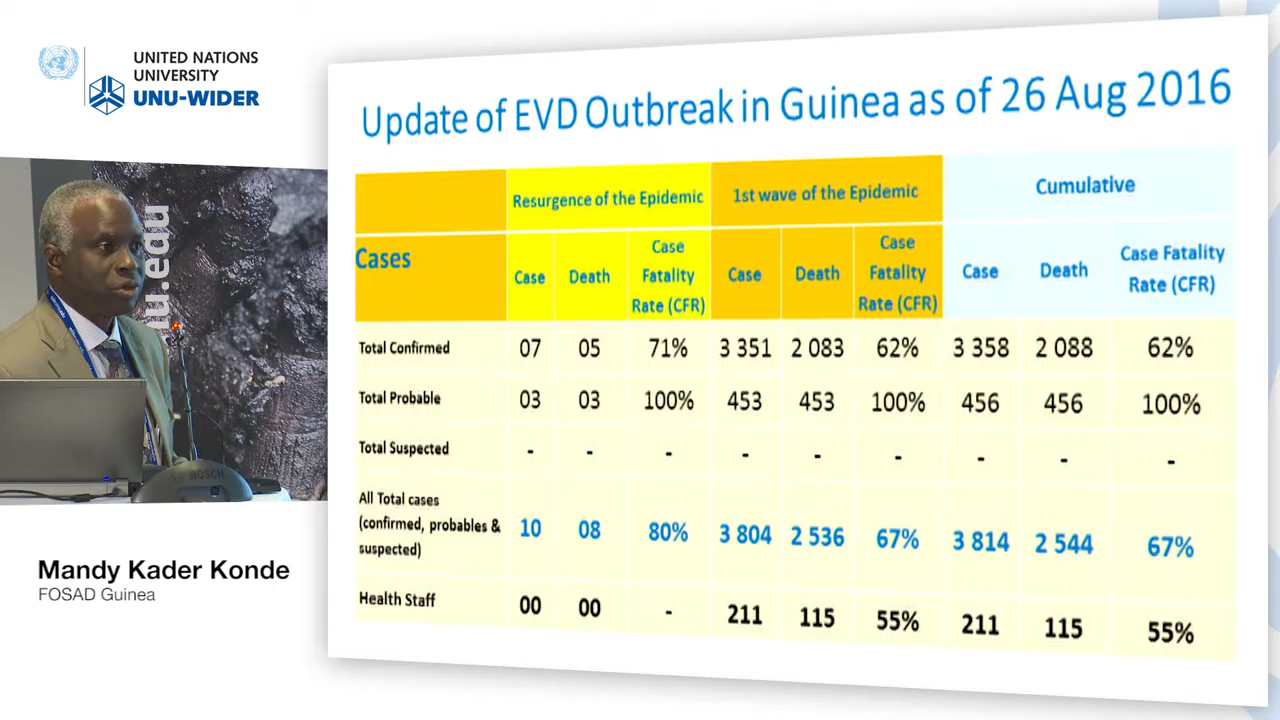 UNITED NATIONS
UNIVERSITY
UNU-WIDER
Update of EVD Outbreak in Guinea as of 26 Aug 2016
Resurgence of the Epidemic 1st wave of the Epidemic Cumulative
Cases Case Death Case Fatality Rate (CFR) Case Death Case Fatality Rate (CFR) Case Death Case Fatality Rate (CFR)
Total Confirmed 07 05 71% 3 351 2 083 62% 3 358 2 088 62%
Total Probable 03 03 100% 453 453 100% 456 456 100%
Total Suspected - - - - - - - - -
All Total cases (confirmed, probables & suspected) 10 08 80% 3 804 2 536 67% 3 814 2 544 67%
Health Staff 00 00 - 211 115 55% 211 115 55%
u.edu
BOSCH
Mandy Kader Konde
FOSAD Guinea